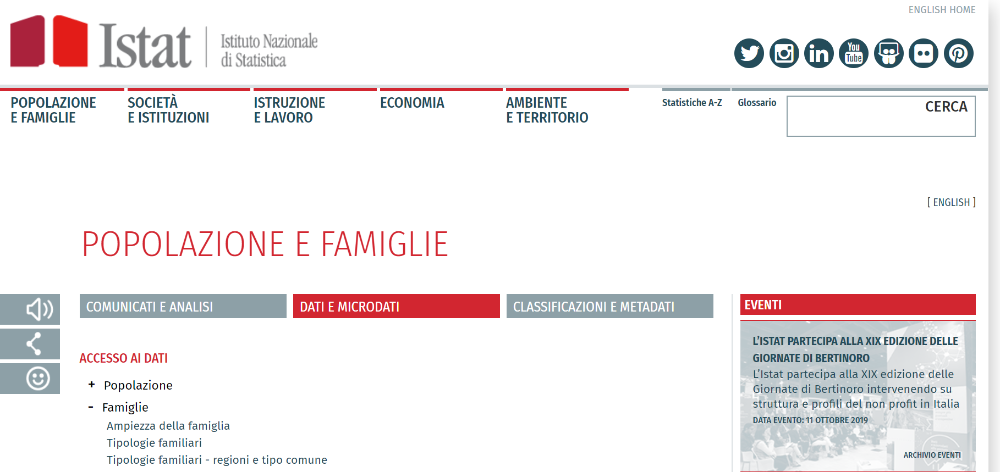 ENGLISH HOME
Istat
Istituto Nazionale
di Statistica
You
Tube
POPOLAZIONE
E FAMIGLIE
SOCIETÀ
E ISTITUZIONI
ISTRUZIONE
E LAVORO
ECONOMIA
AMBIENTE
E TERRITORIO
Statistiche A-Z
Glossario
CERCA
[ ENGLISH ]
POPOLAZIONE E FAMIGLIE
COMUNICATI E ANALISI
DATI E MICRODATI
CLASSIFICAZIONI E METADATI
ACCESSO AI DATI
+ Popolazione
- Famiglie
Ampiezza della famiglia
Tipologie familiari
Tipologie familiari - regioni e tipo comune
EVENTI
L’ISTAT PARTECIPA ALLA XIX EDIZIONE DELLE
GIORNATE DI BERTINORO
L’Istat partecipa alla XIX edizione delle
Giornate di Bertinoro intervenendo su
struttura e profili del non profit in Italia
DATA EVENTO: 11 OTTOBRE 2019
ARCHIVIO EVENTI